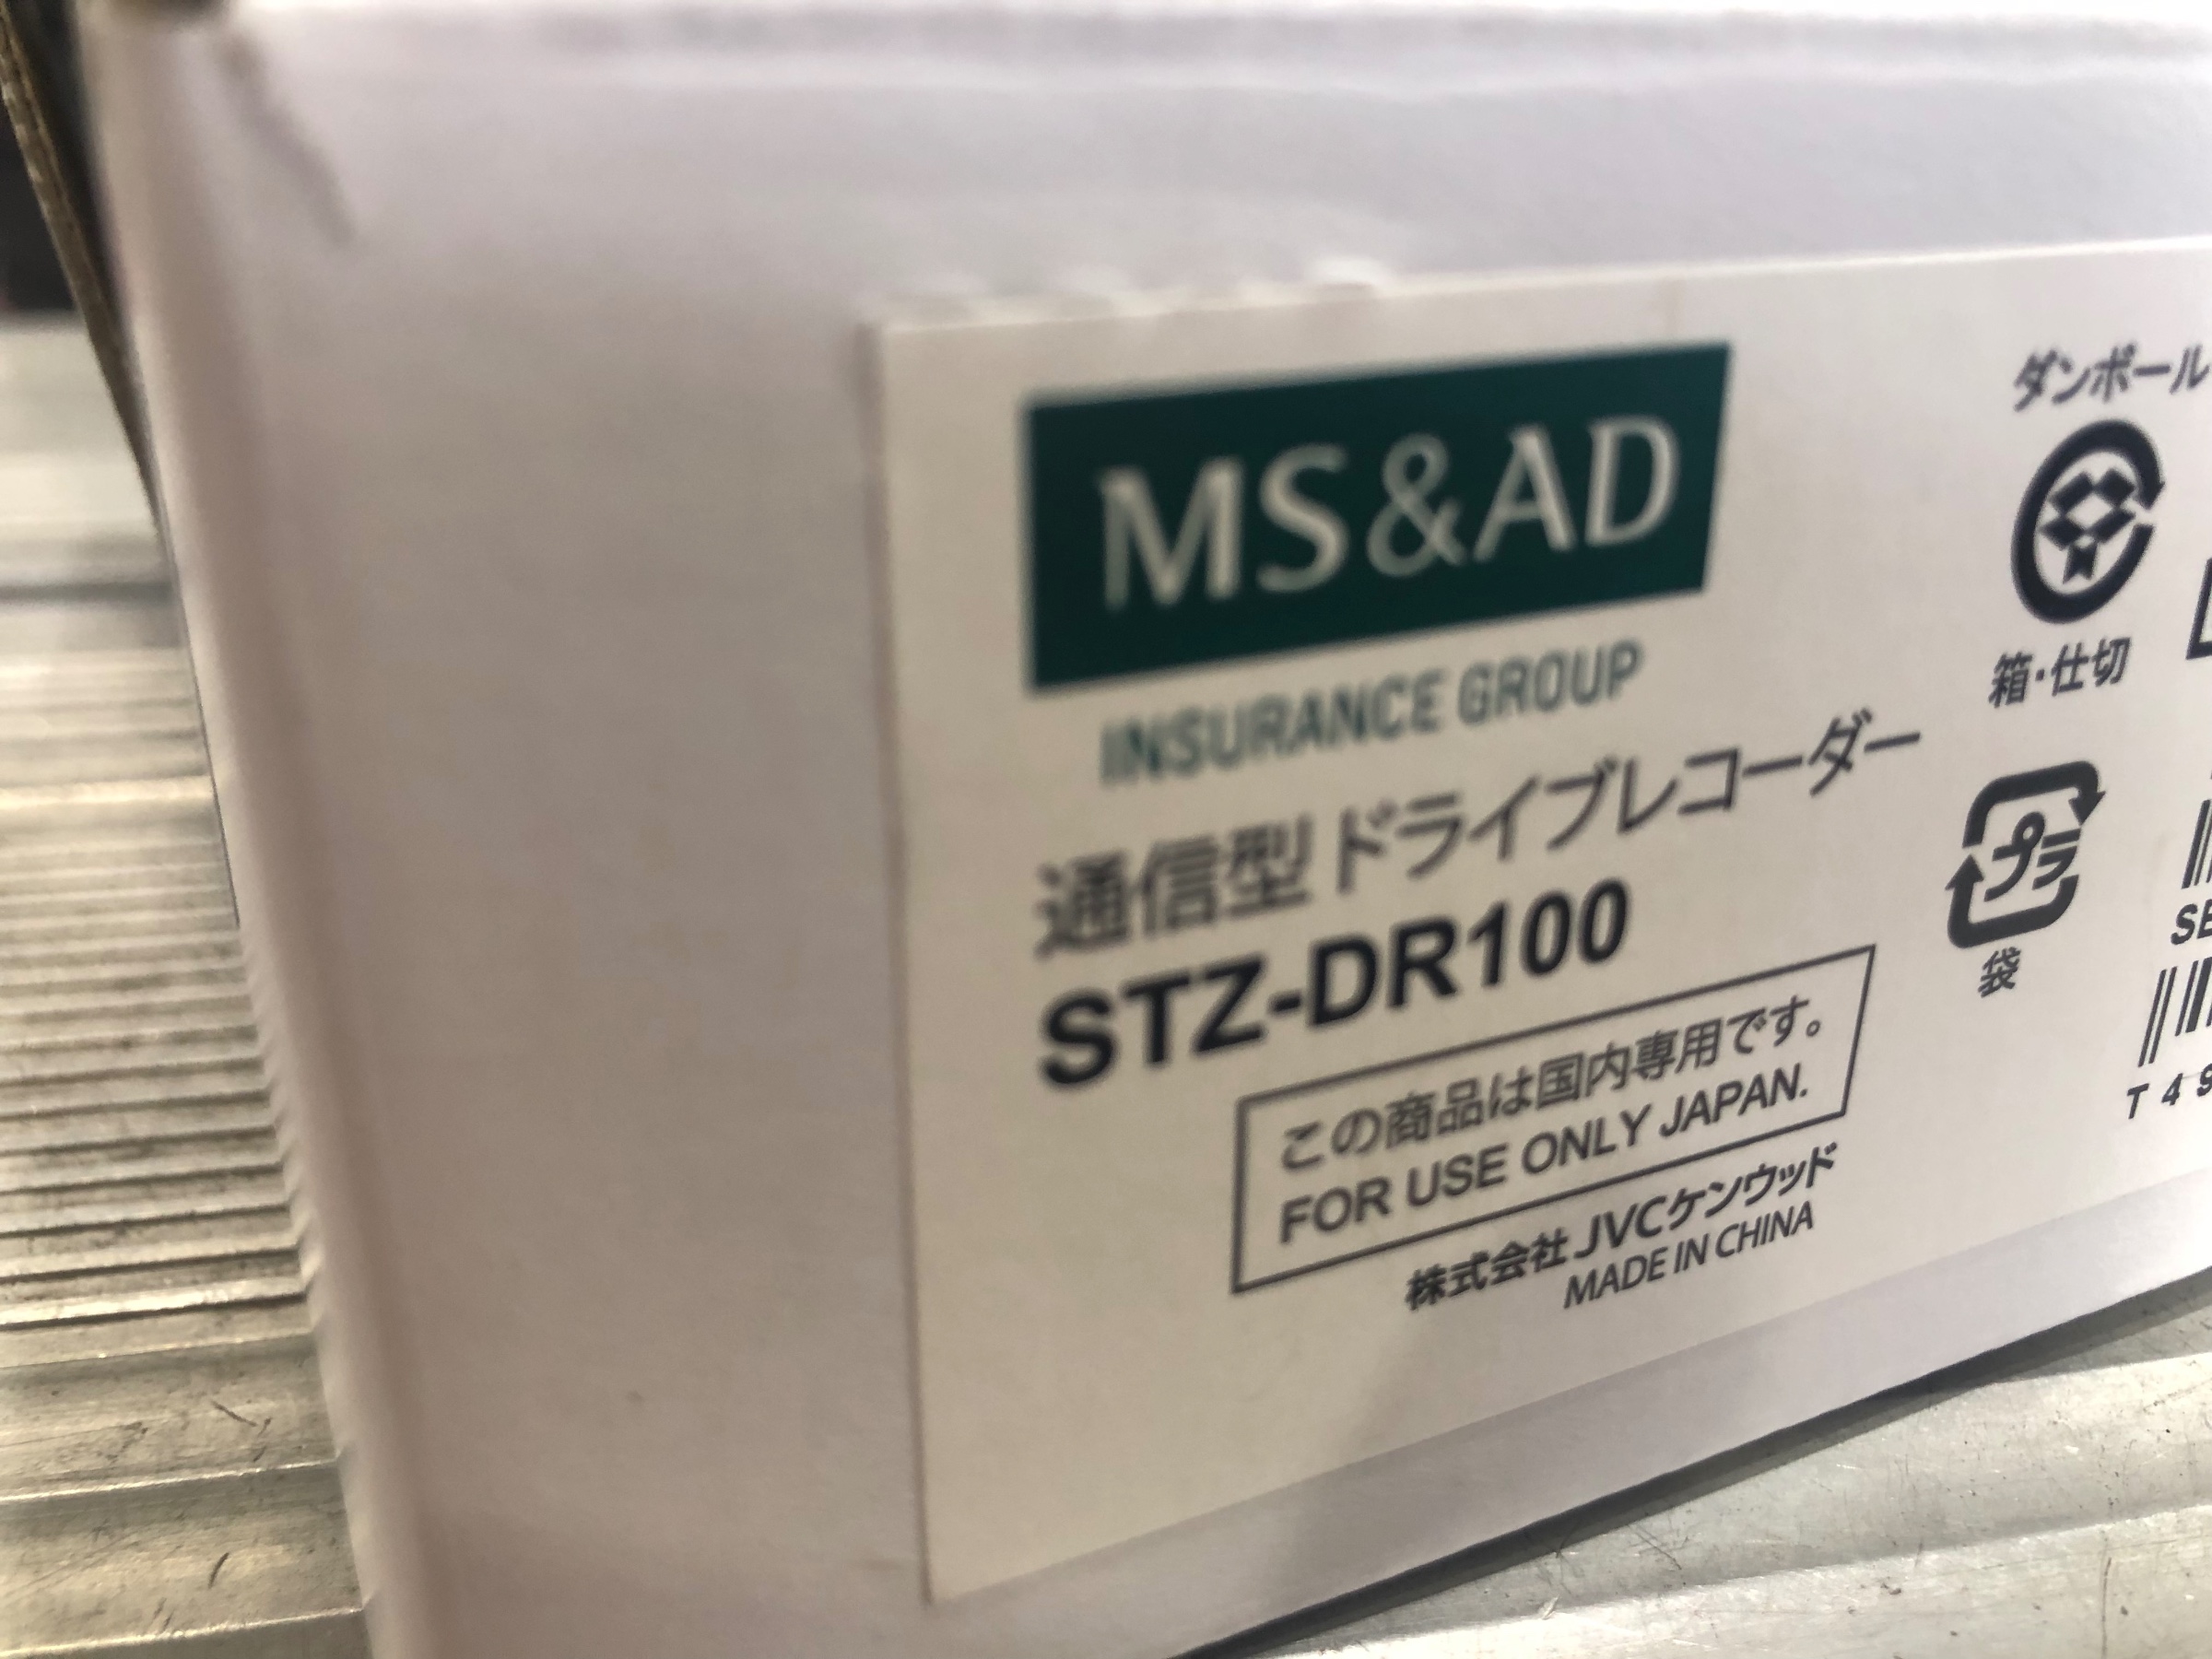 MS&AD
INSURANCE GROUP
通信型ドライブレコーダー
STZ-DR100
この商品は国内専用です。
FOR USE ONLY JAPAN.
株式会社 JVCケンウッド
MADE IN CHINA
ダンボール
箱・仕切
プラ
袋
T 4